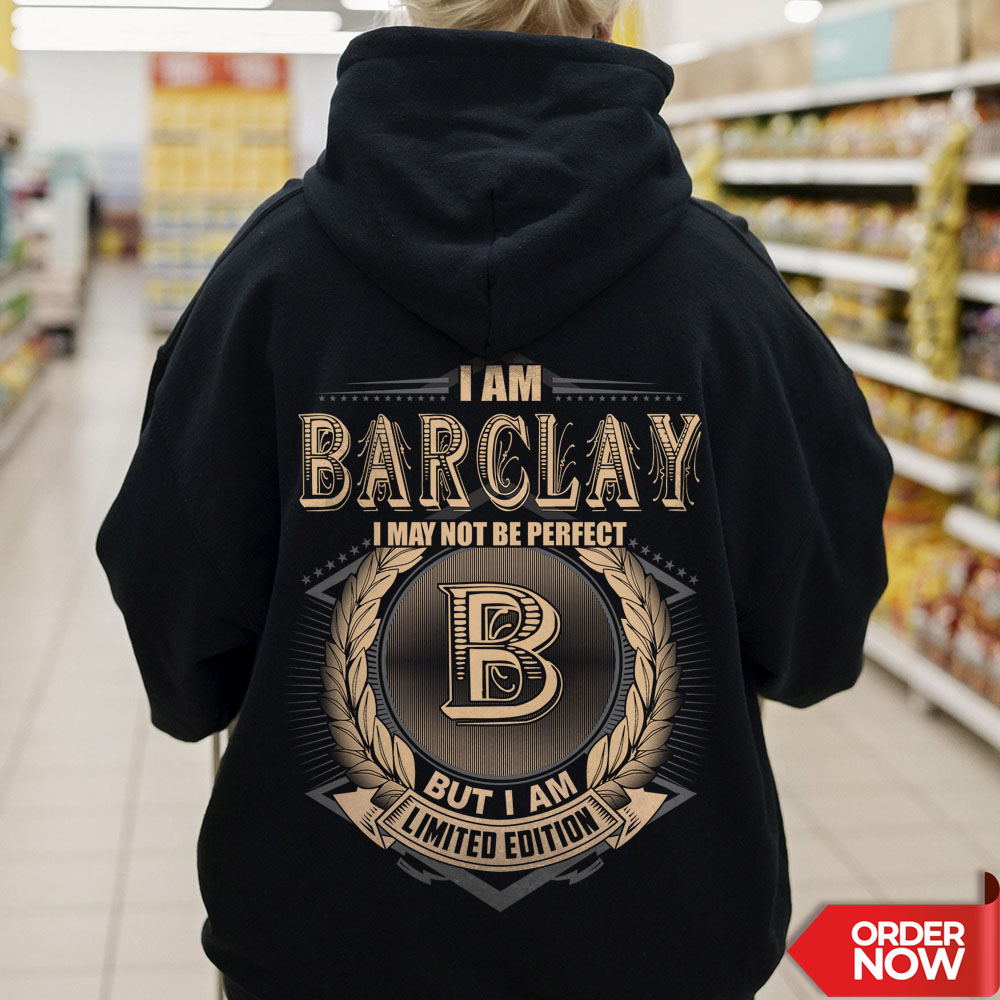 I AM
BARCLAY
I MAY NOT BE PERFECT
B
BUT I AM
LIMITED EDITION
ORDER
NOW